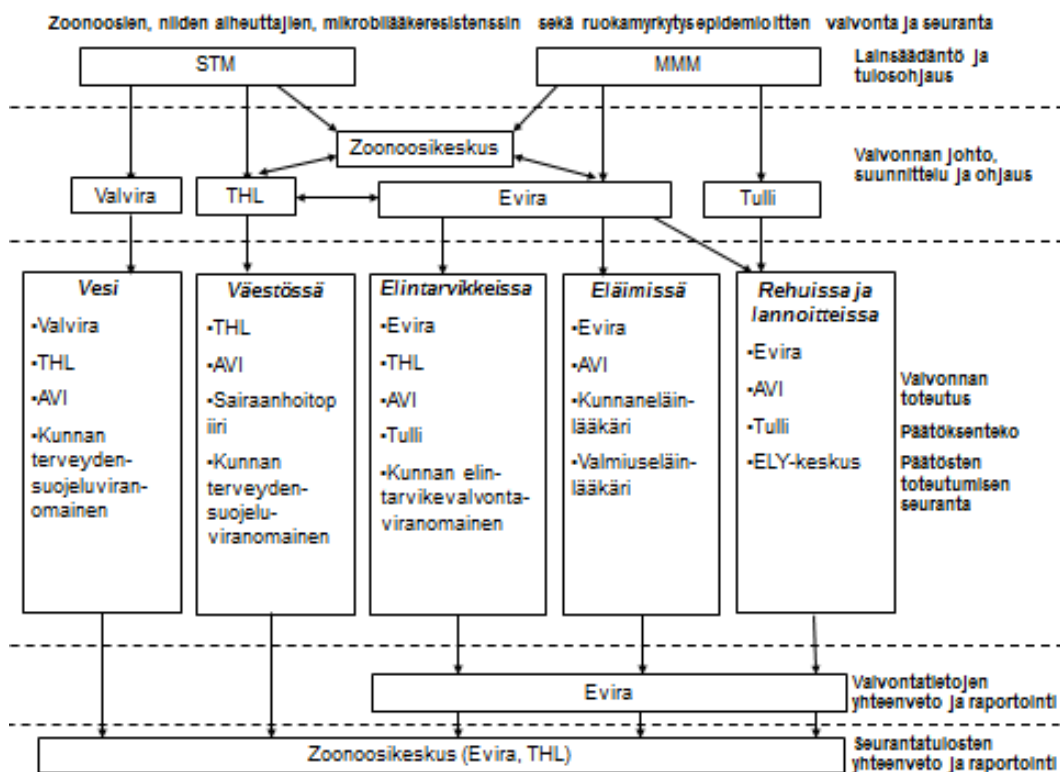 Zoonoosien, niiden aiheuttajien, mikrobilääkeresistenssin sekä ruokamyrkytysepidemioitten valvonta ja seuranta
STM
MMM
Lainsäädäntö ja
tulosohjaus
Zoonoosikeskus
Valvonnan johto,
suunnittelu ja ohjaus
Valvira
THL
Evira
Tulli
Vesi
▪Valvira
▪THL
▪AVI
▪Kunnan
terveyden-
suojeluviran-
omainen
Väestössä
▪THL
▪AVI
▪Sairaanhoitop
iiri
▪Kunnan
terveyden-
suojelu-
viranomainen
Elintarvikkeissa
▪Evira
▪THL
▪AVI
▪Tulli
▪Kunnan elin-
tarvikevalvonta-
viranomainen
Eläimissä
▪Evira
▪AVI
▪Kunnaneläin-
lääkäri
▪Valmiuseläin-
lääkäri
Rehuissa ja
lannoitteissa
▪Evira
▪AVI
▪Tulli
▪ELY-keskus
Valvonnan
toteutus
Päätöksenteko
Päätösten
toteutumisen
seuranta
Evira
Valvontatietojen
yhteenveto ja raportointi
Zoonoosikeskus (Evira, THL)
Seurantatulosten
yhteenveto ja raportointi